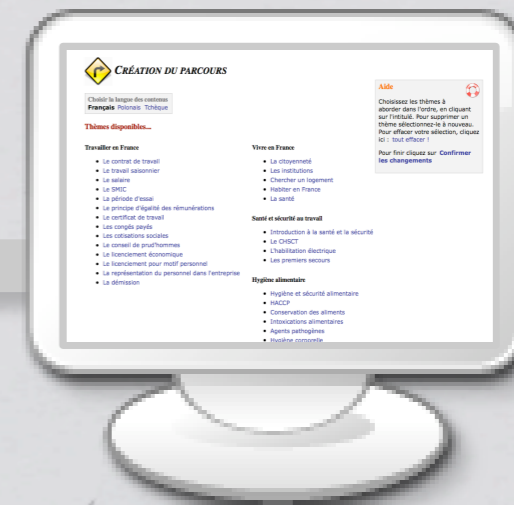 CRÉATION DU PARCOURS
Choisir la langue des contenus
Français Polonais Tchèque
Thèmes disponibles...
Travailler en France
Le contrat de travail
Le travail saisonnier
Le salaire
Le SMIC
La période d'essai
Le principe d'égalité des rémunérations
Le certificat de travail
Les congés payés
Les cotisations sociales
Le conseil de prud'hommes
Le licenciement économique
Le licenciement pour motif personnel
La représentation du personnel dans l'entreprise
La démission
Vivre en France
La citoyenneté
Les institutions
Chercher un logement
Habiter en France
La santé
Santé et sécurité au travail
Introduction à la santé et la sécurité
Le CHSCT
L'habilitation électrique
Les premiers secours
Hygiène alimentaire
Hygiène et sécurité alimentaire
HACCP
Conservation des aliments
Intoxications alimentaires
Agents pathogènes
Hygiène corporelle
Aide
Choisissez les thèmes à
aborder dans l'ordre, en cliquant
sur l'intitulé. Pour supprimer un
thème sélectionnez-le à nouveau.
Pour effacer votre sélection, cliquez
ici : tout effacer !
Pour finir cliquez sur Confirmer
les changements